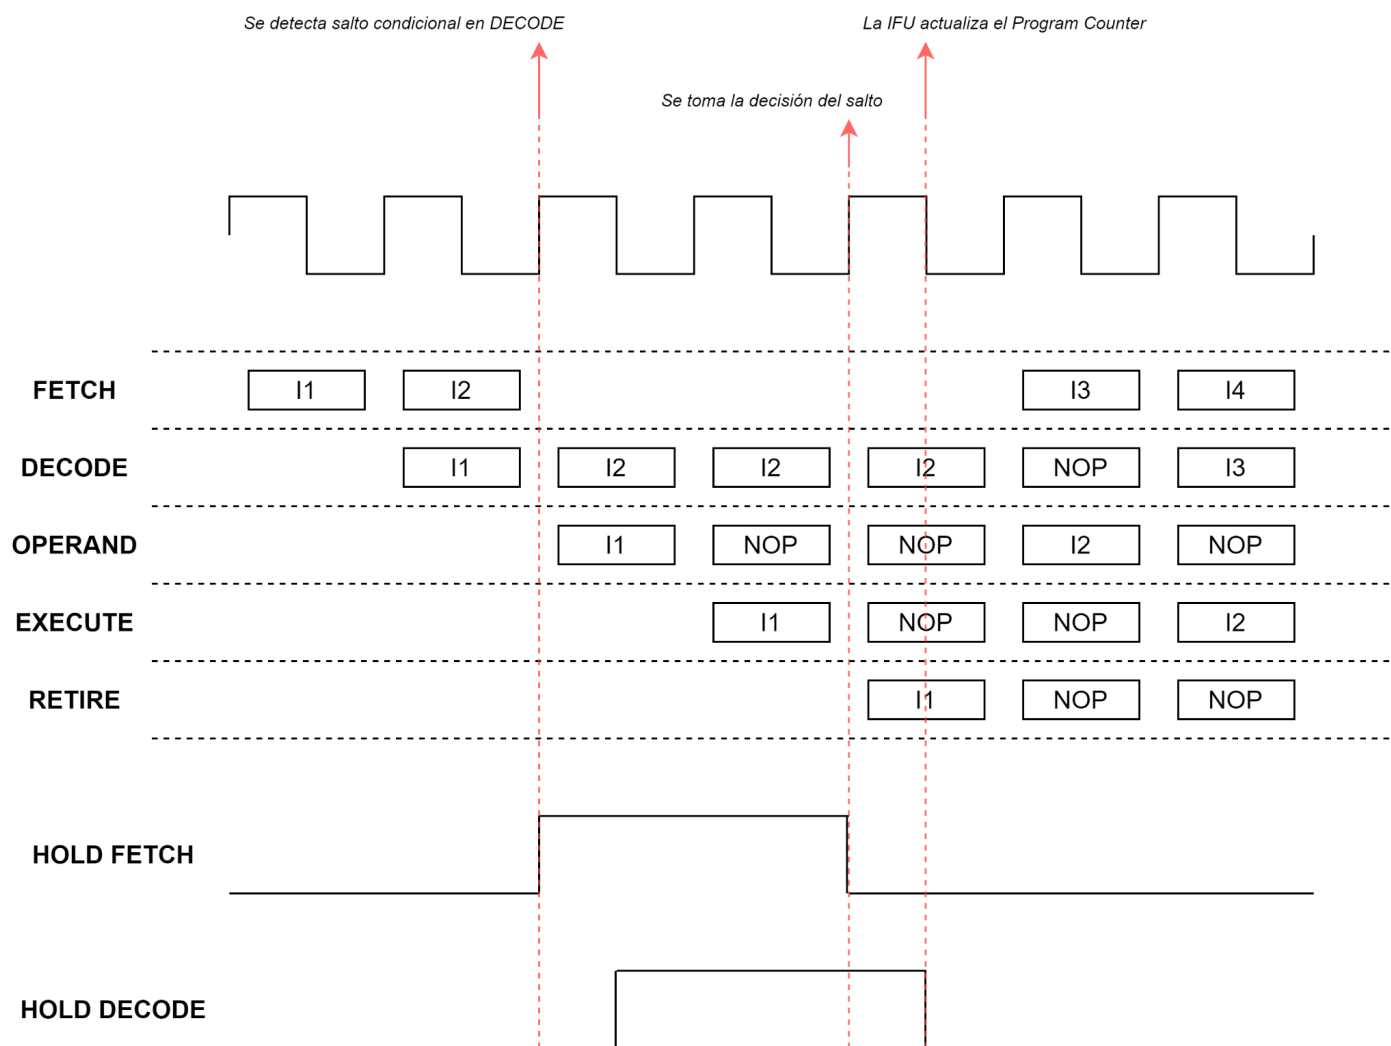 Se detecta salto condicional en DECODE
La IFU actualiza el Program Counter
Se toma la decisión del salto
FETCH I1 I2 I3 I4
DECODE I1 I2 I2 I2 NOP I3
OPERAND I1 NOP NOP I2 NOP
EXECUTE I1 NOP NOP I2
RETIRE I1 NOP NOP
HOLD FETCH
HOLD DECODE